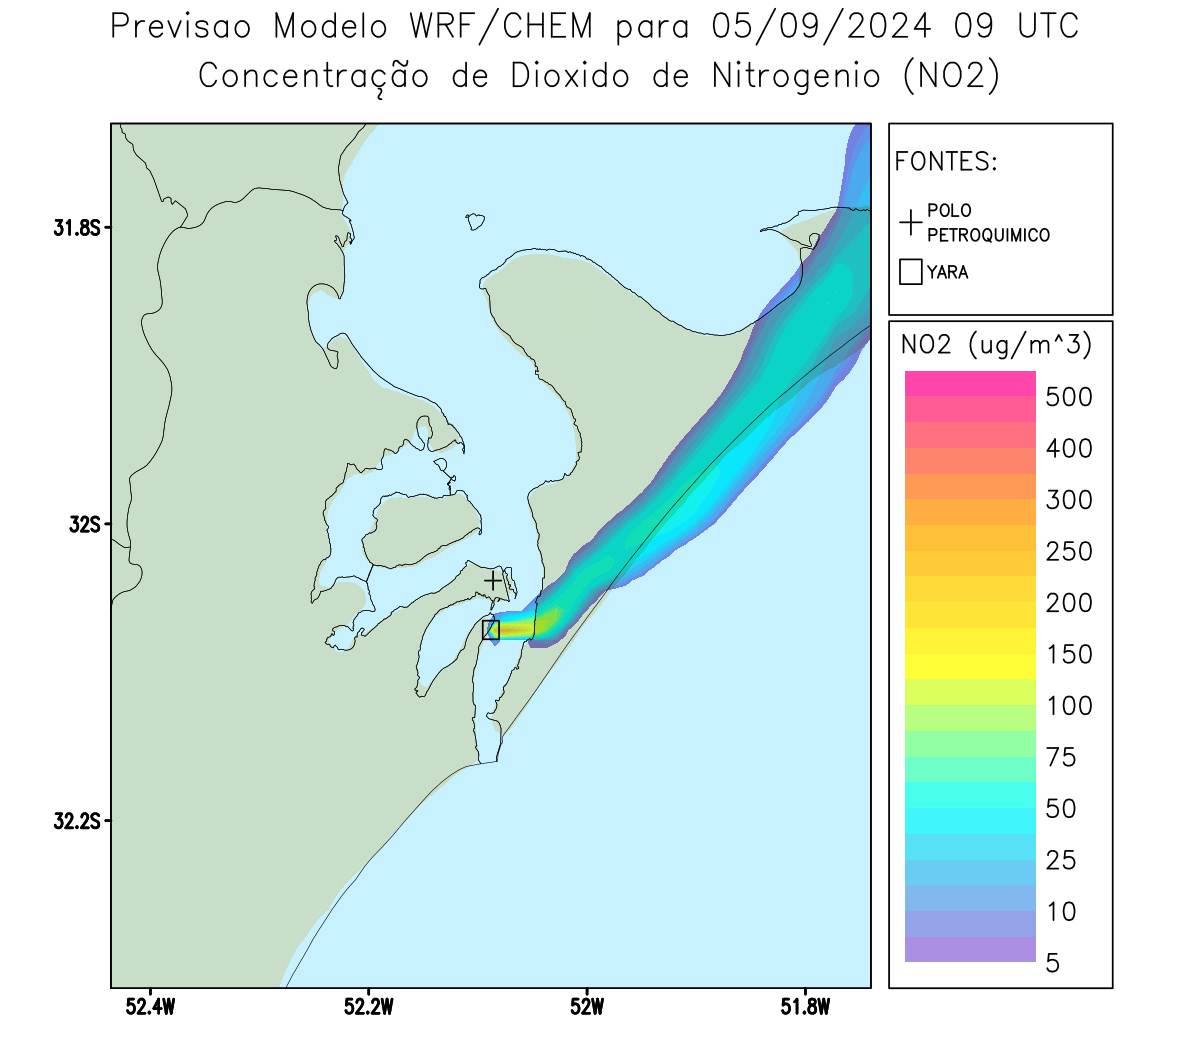 Previsao Modelo WRF/CHEM para 05/09/2024 09 UTC
Concentração de Dioxido de Nitrogenio (NO2)
FONTES:
POLO
PETROQUIMICO
YARA
NO2 (ug/m^3)
500
400
300
250
200
150
100
75
50
25
10
5
31.8S
32S
32.2S
52.4W
52.2W
52W
51.8W